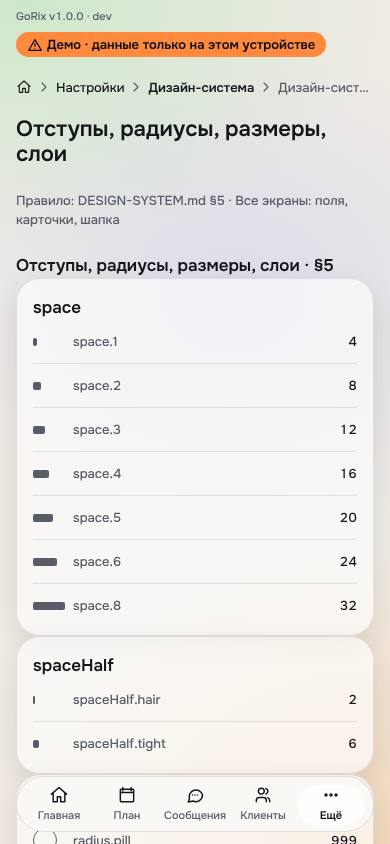 GoRix v1.0.0 · dev
Демо · данные только на этом устройстве
Настройки
Дизайн-система
Дизайн-сист...
Отступы, радиусы, размеры,
слои
Правило: DESIGN-SYSTEM.md §5 · Все экраны: поля,
карточки, шапка
Отступы, радиусы, размеры, слои · §5
space
space.1 4
space.2 8
space.3 12
space.4 16
space.5 20
space.6 24
space.8 32
spaceHalf
spaceHalf.hair 2
spaceHalf.tight 6
Главная План Сообщения Клиенты Ещё
radius.pill 999